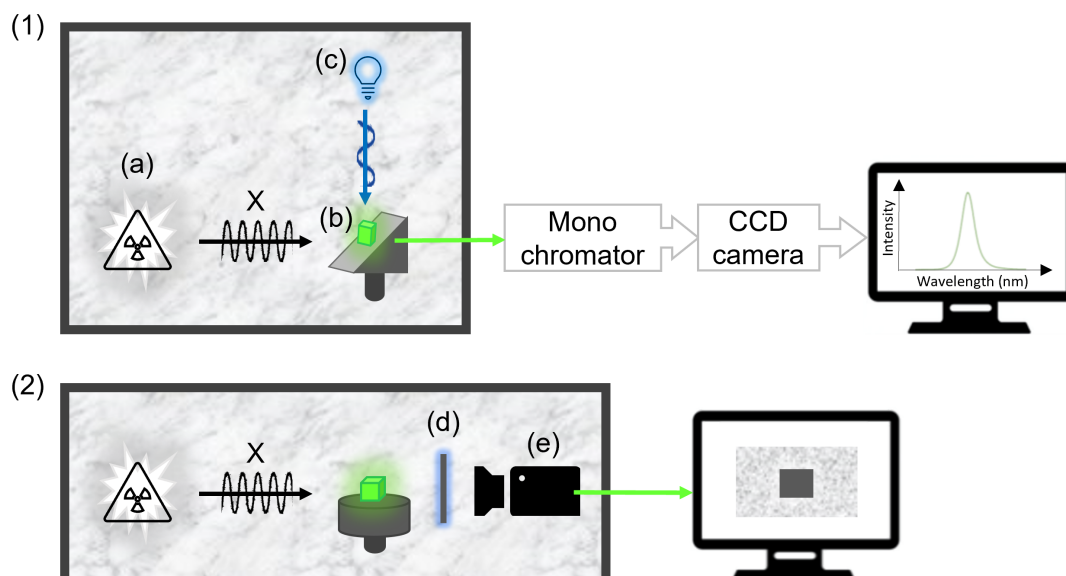 (1)
(c)
(a)
X
(b)
Mono
chromator
CCD
camera
Intensity
Wavelength (nm)
(2)
(d)
(e)
X